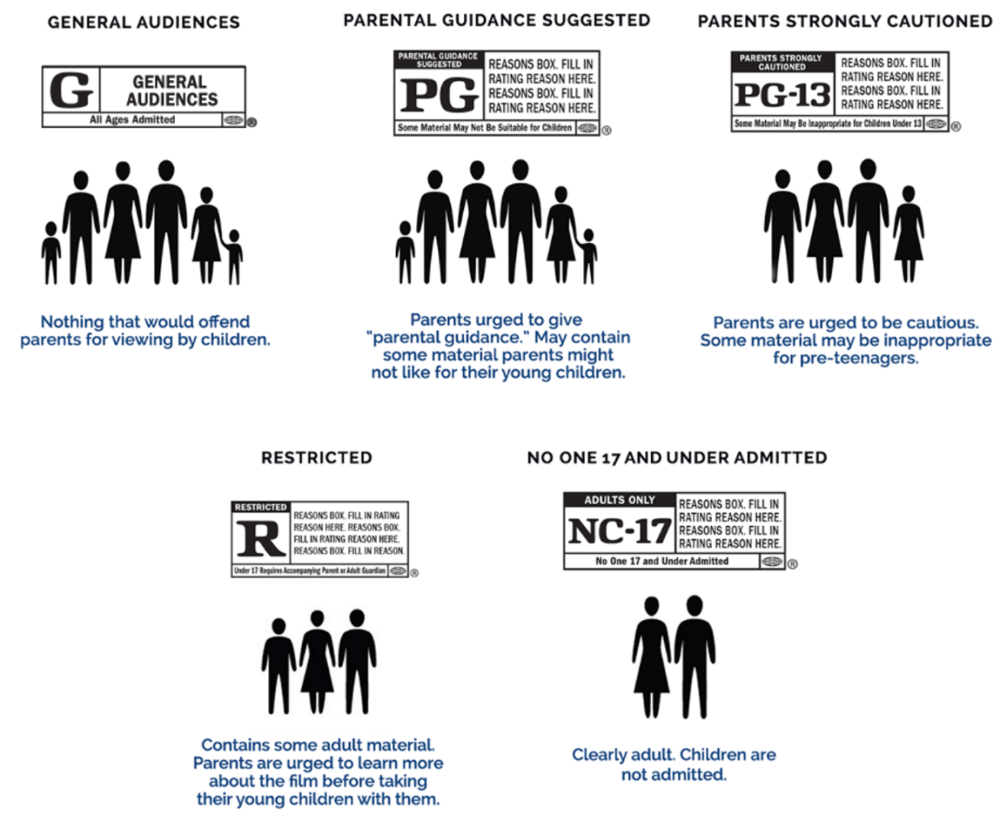 GENERAL AUDIENCES
G
GENERAL
AUDIENCES
All Ages Admitted
®
Nothing that would offend
parents for viewing by children.
PARENTAL GUIDANCE SUGGESTED
PARENTAL GUIDANCE
SUGGESTED
PG
REASONS BOX. FILL IN
RATING REASON HERE.
REASONS BOX. FILL IN
RATING REASON HERE.
Some Material May Not Be Suitable for Children
®
Parents urged to give
“parental guidance.” May contain
some material parents might
not like for their young children.
PARENTS STRONGLY CAUTIONED
PARENTS STRONGLY
CAUTIONED
PG-13
REASONS BOX. FILL IN
RATING REASON HERE.
REASONS BOX. FILL IN
RATING REASON HERE.
Some Material May Be Inappropriate for Children Under 13
®
Parents are urged to be cautious.
Some material may be inappropriate
for pre-teenagers.
RESTRICTED
RESTRICTED
R
REASONS BOX. FILL IN RATING
REASON HERE. REASONS BOX.
FILL IN RATING REASON HERE.
REASONS BOX. FILL IN REASON.
Under 17 Requires Accompanying Parent or Adult Guardian
®
Contains some adult material.
Parents are urged to learn more
about the film before taking
their young children with them.
NO ONE 17 AND UNDER ADMITTED
ADULTS ONLY
NC-17
REASONS BOX. FILL IN
RATING REASON HERE.
REASONS BOX. FILL IN
RATING REASON HERE.
No One 17 and Under Admitted
®
Clearly adult. Children are
not admitted.